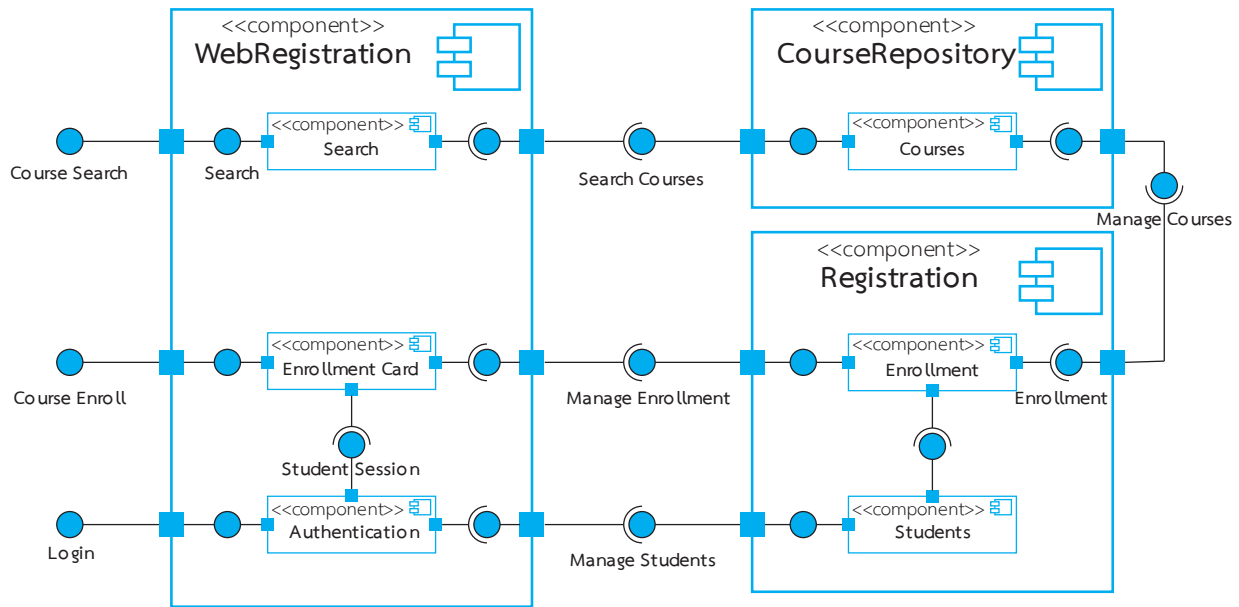 <<component>>
WebRegistration
<<component>>
CourseRepository
<<component>>
Search
<<component>>
Courses
Course Search
Search
Search Courses
Manage Courses
<<component>>
Registration
<<component>>
Enrollment Card
<<component>>
Enrollment
Course Enroll
Manage Enrollment
Enrollment
Student Session
<<component>>
Authentication
<<component>>
Students
Login
Manage Students